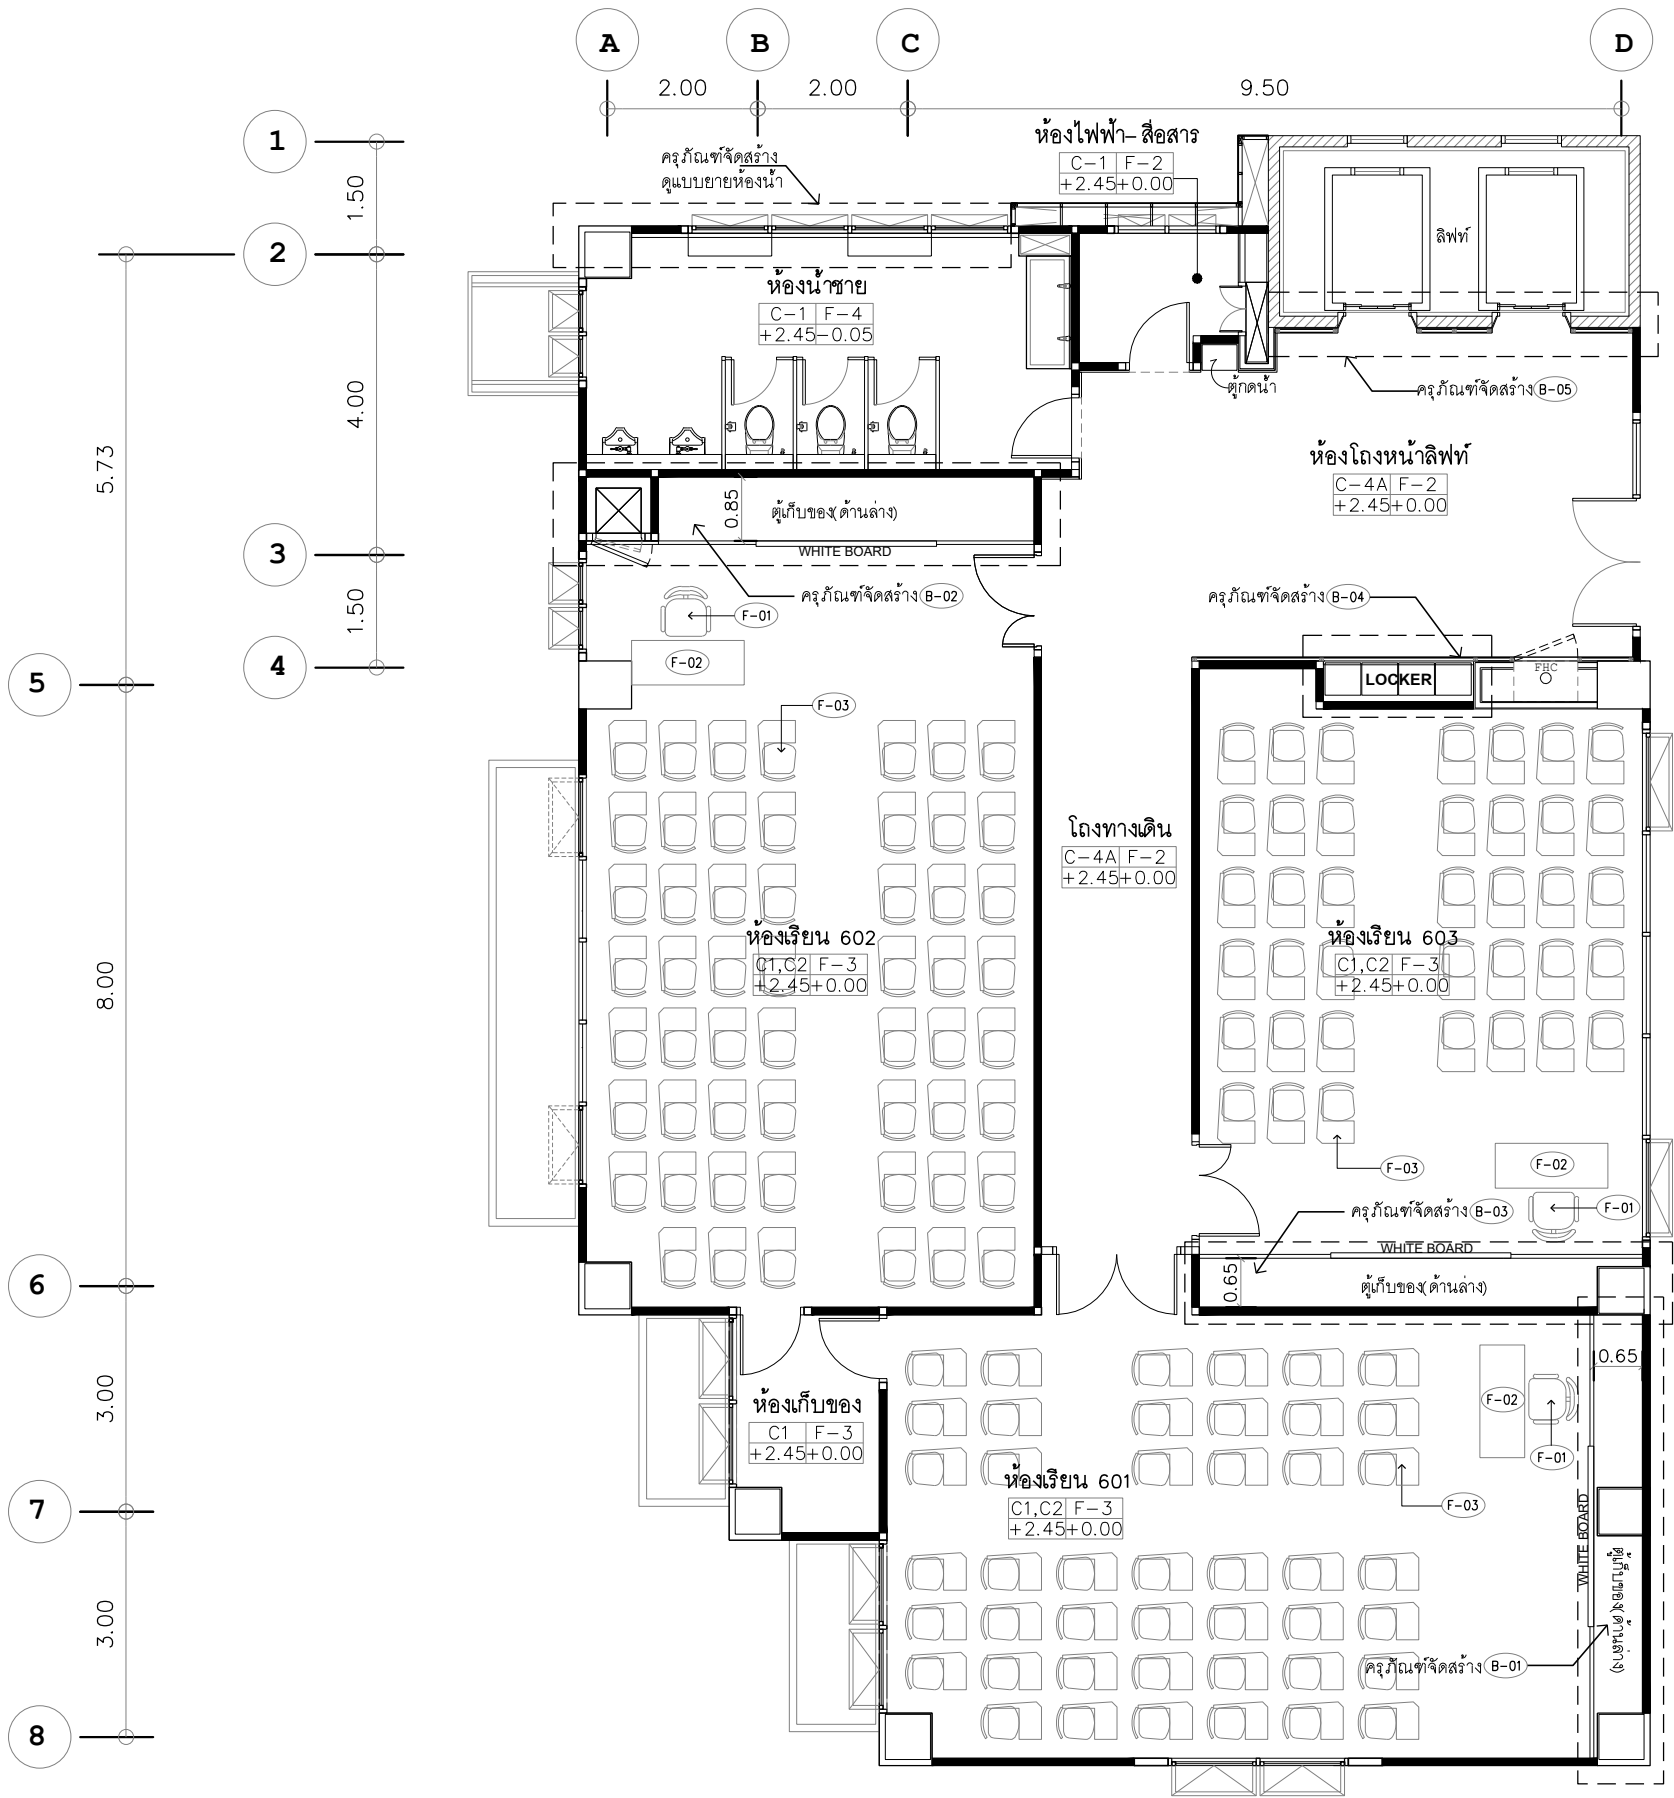 A
B
C
D
2.00
2.00
9.50
1
ห้องไฟฟ้า-สื่อสาร
C-1 F-2
+2.45 +0.00
ครุภัณฑ์จัดสร้าง
ดูแบบขยายห้องน้ำ
1.50
2
ลิฟท์
ห้องน้ำชาย
C-1 F-4
+2.45 -0.05
4.00
ตู้กดน้ำ
ครุภัณฑ์จัดสร้าง B-05
5.73
ห้องโถงหน้าลิฟท์
C-4A F-2
+2.45 +0.00
0.85
ตู้เก็บของ(ด้านล่าง)
3
WHITE BOARD
ครุภัณฑ์จัดสร้าง B-02
ครุภัณฑ์จัดสร้าง B-04
1.50
F-01
F-02
4
5
LOCKER
FHC
F-03
โถงทางเดิน
C-4A F-2
+2.45 +0.00
ห้องเรียน 602
C1,C2 F-3
+2.45 +0.00
ห้องเรียน 603
C1,C2 F-3
+2.45 +0.00
8.00
F-03
F-02
F-01
ครุภัณฑ์จัดสร้าง B-03
WHITE BOARD
0.65
ตู้เก็บของ(ด้านล่าง)
6
0.65
3.00
ห้องเก็บของ
C1 F-3
+2.45 +0.00
F-02
F-01
ห้องเรียน 601
C1,C2 F-3
+2.45 +0.00
F-03
7
WHITE BOARD
ตู้เก็บของ(ด้านล่าง)
3.00
ครุภัณฑ์จัดสร้าง B-01
8